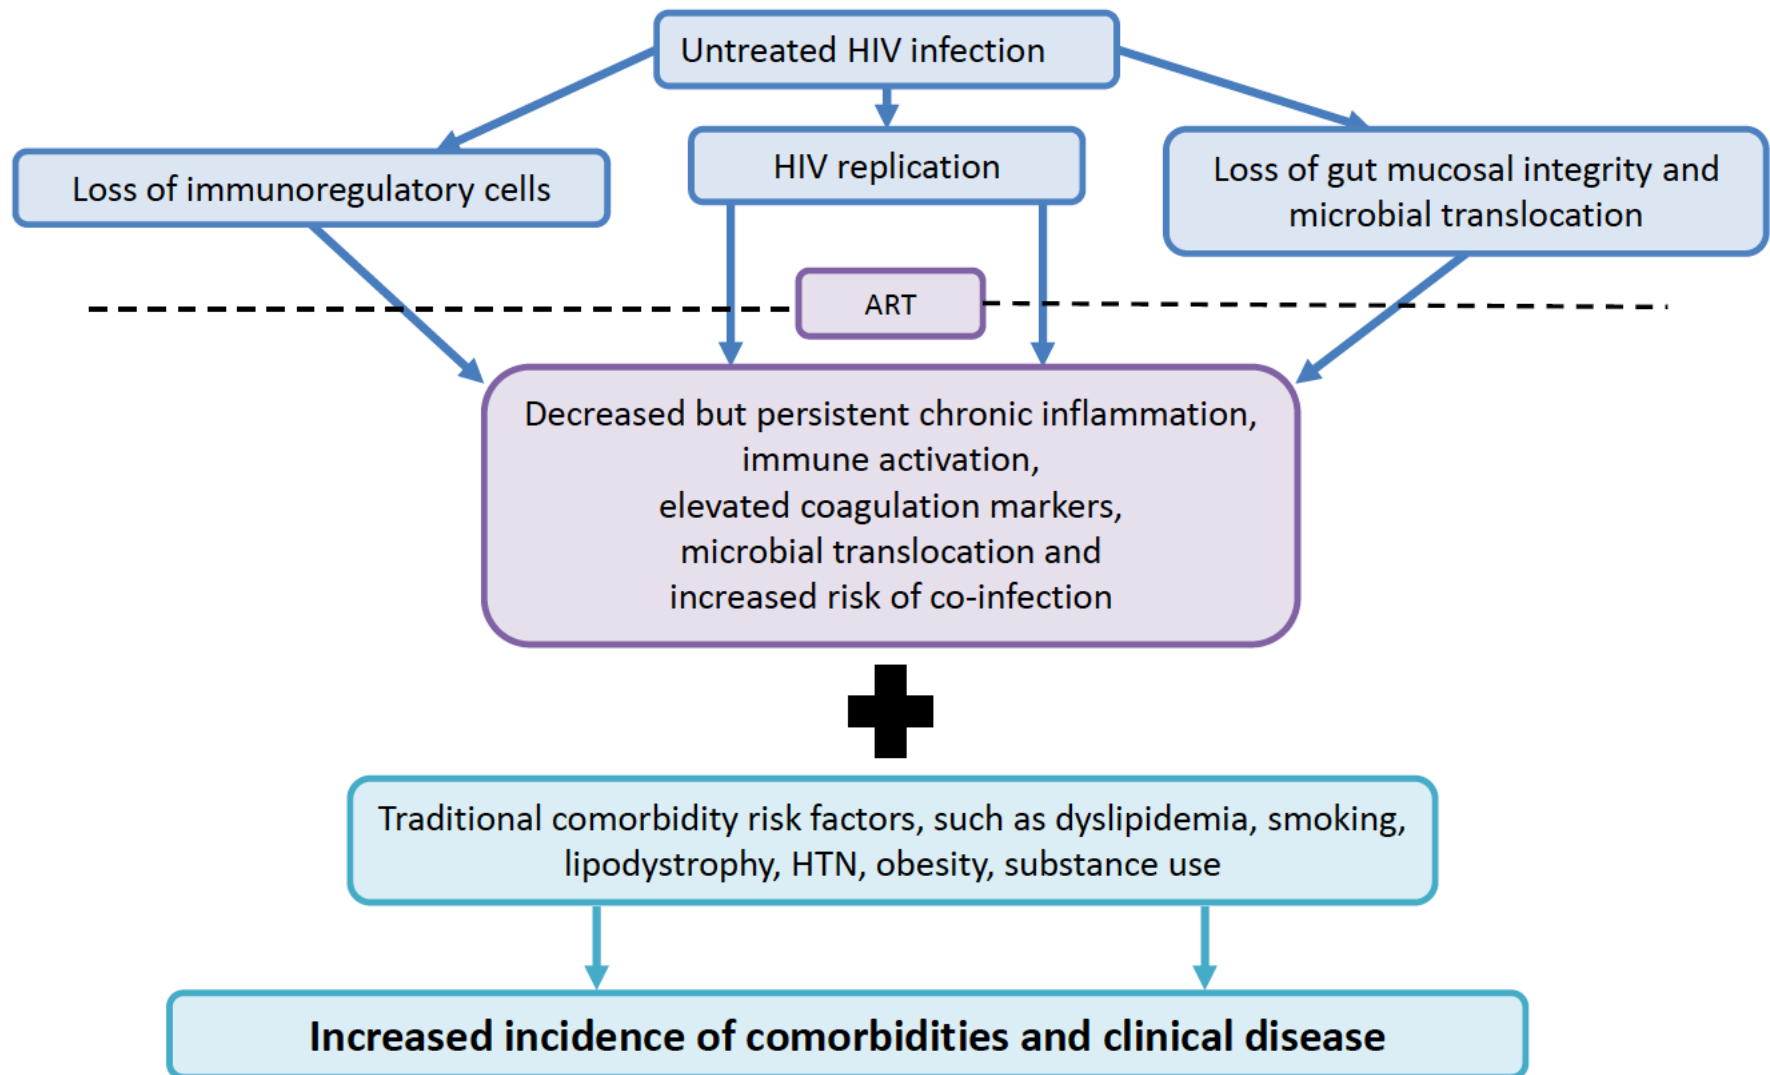 Untreated HIV infection
Loss of immunoregulatory cells
HIV replication
Loss of gut mucosal integrity and
microbial translocation
ART
Decreased but persistent chronic inflammation,
immune activation,
elevated coagulation markers,
microbial translocation and
increased risk of co-infection
Traditional comorbidity risk factors, such as dyslipidemia, smoking,
lipodystrophy, HTN, obesity, substance use
Increased incidence of comorbidities and clinical disease